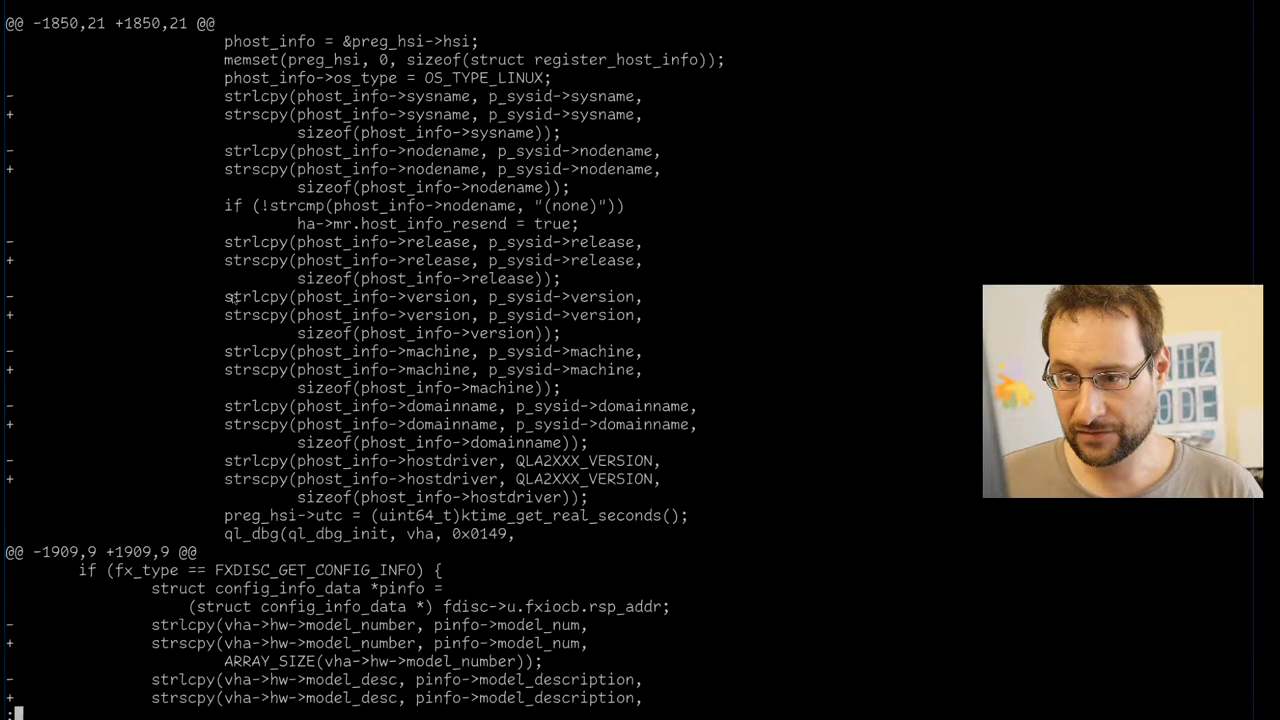 @@ -1850,21 +1850,21 @@
phost_info = &preg_hsi->hsi;
memset(preg_hsi, 0, sizeof(struct register_host_info));
phost_info->os_type = OS_TYPE_LINUX;
- strlcpy(phost_info->sysname, p_sysid->sysname,
+ strscpy(phost_info->sysname, p_sysid->sysname,
sizeof(phost_info->sysname));
- strlcpy(phost_info->nodename, p_sysid->nodename,
+ strscpy(phost_info->nodename, p_sysid->nodename,
sizeof(phost_info->nodename));
if (!strcmp(phost_info->nodename, "(none)"))
ha->mr.host_info_resend = true;
- strlcpy(phost_info->release, p_sysid->release,
+ strscpy(phost_info->release, p_sysid->release,
sizeof(phost_info->release));
- strlcpy(phost_info->version, p_sysid->version,
+ strscpy(phost_info->version, p_sysid->version,
sizeof(phost_info->version));
- strlcpy(phost_info->machine, p_sysid->machine,
+ strscpy(phost_info->machine, p_sysid->machine,
sizeof(phost_info->machine));
- strlcpy(phost_info->domainname, p_sysid->domainname,
+ strscpy(phost_info->domainname, p_sysid->domainname,
sizeof(phost_info->domainname));
- strlcpy(phost_info->hostdriver, QLA2XXX_VERSION,
+ strscpy(phost_info->hostdriver, QLA2XXX_VERSION,
sizeof(phost_info->hostdriver));
preg_hsi->utc = (uint64_t)ktime_get_real_seconds();
ql_dbg(ql_dbg_init, vha, 0x0149,
@@ -1909,9 +1909,9 @@
if (fx_type == FXDISC_GET_CONFIG_INFO) {
struct config_info_data *pinfo =
(struct config_info_data *) fdisc->u.fxiocb.rsp_addr;
- strlcpy(vha->hw->model_number, pinfo->model_num,
+ strscpy(vha->hw->model_number, pinfo->model_num,
ARRAY_SIZE(vha->hw->model_number));
- strlcpy(vha->hw->model_desc, pinfo->model_description,
+ strscpy(vha->hw->model_desc, pinfo->model_description,
: